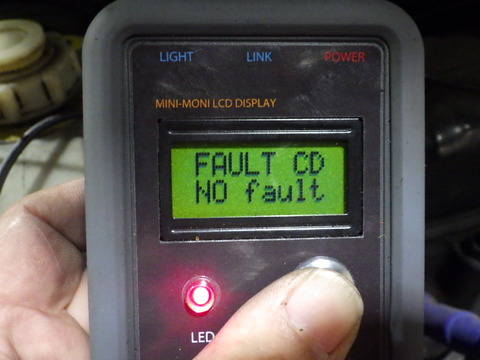 LIGHT LINK POWER
MINI-MONI LCD DISPLAY
FAULT CD
NO fault
LED